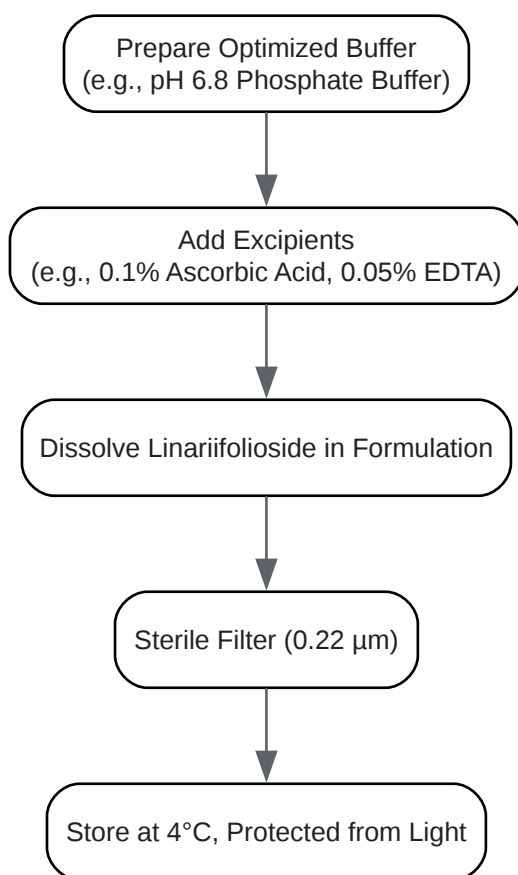 Prepare Optimized Buffer
(e.g., pH 6.8 Phosphate Buffer)
Add Excipients
(e.g., 0.1% Ascorbic Acid, 0.05% EDTA)
Dissolve Linariifolioside in Formulation
Sterile Filter (0.22 µm)
Store at 4°C, Protected from Light